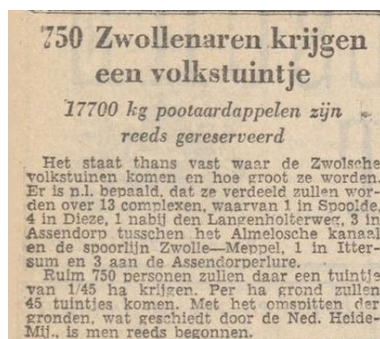 750 Zwollenaren krijgen
een volkstuintje
17700 kg pootaardappelen zijn
reeds gereserveerd
Het staat thans vast waar de Zwolsche
volkstuinen komen en hoe groot ze worden.
Er is n.l. bepaald, dat ze verdeeld zullen wor-
den over 13 complexen, waarvan 1 in Spoolde,
4 in Dieze, 1 nabij den Langenholterweg, 3 in
Assendorp tusschen het Almelosche kanaal
en de spoorlijn Zwolle—Meppel, 1 in Itter-
sum en 3 aan de Assendorperlure.
Ruim 750 personen zullen daar een tuintje
van 1/45 ha krijgen. Per ha grond zullen
45 tuintjes komen. Met het omspitten der
gronden, wat geschiedt door de Ned. Heide-
Mij., is men reeds begonnen.